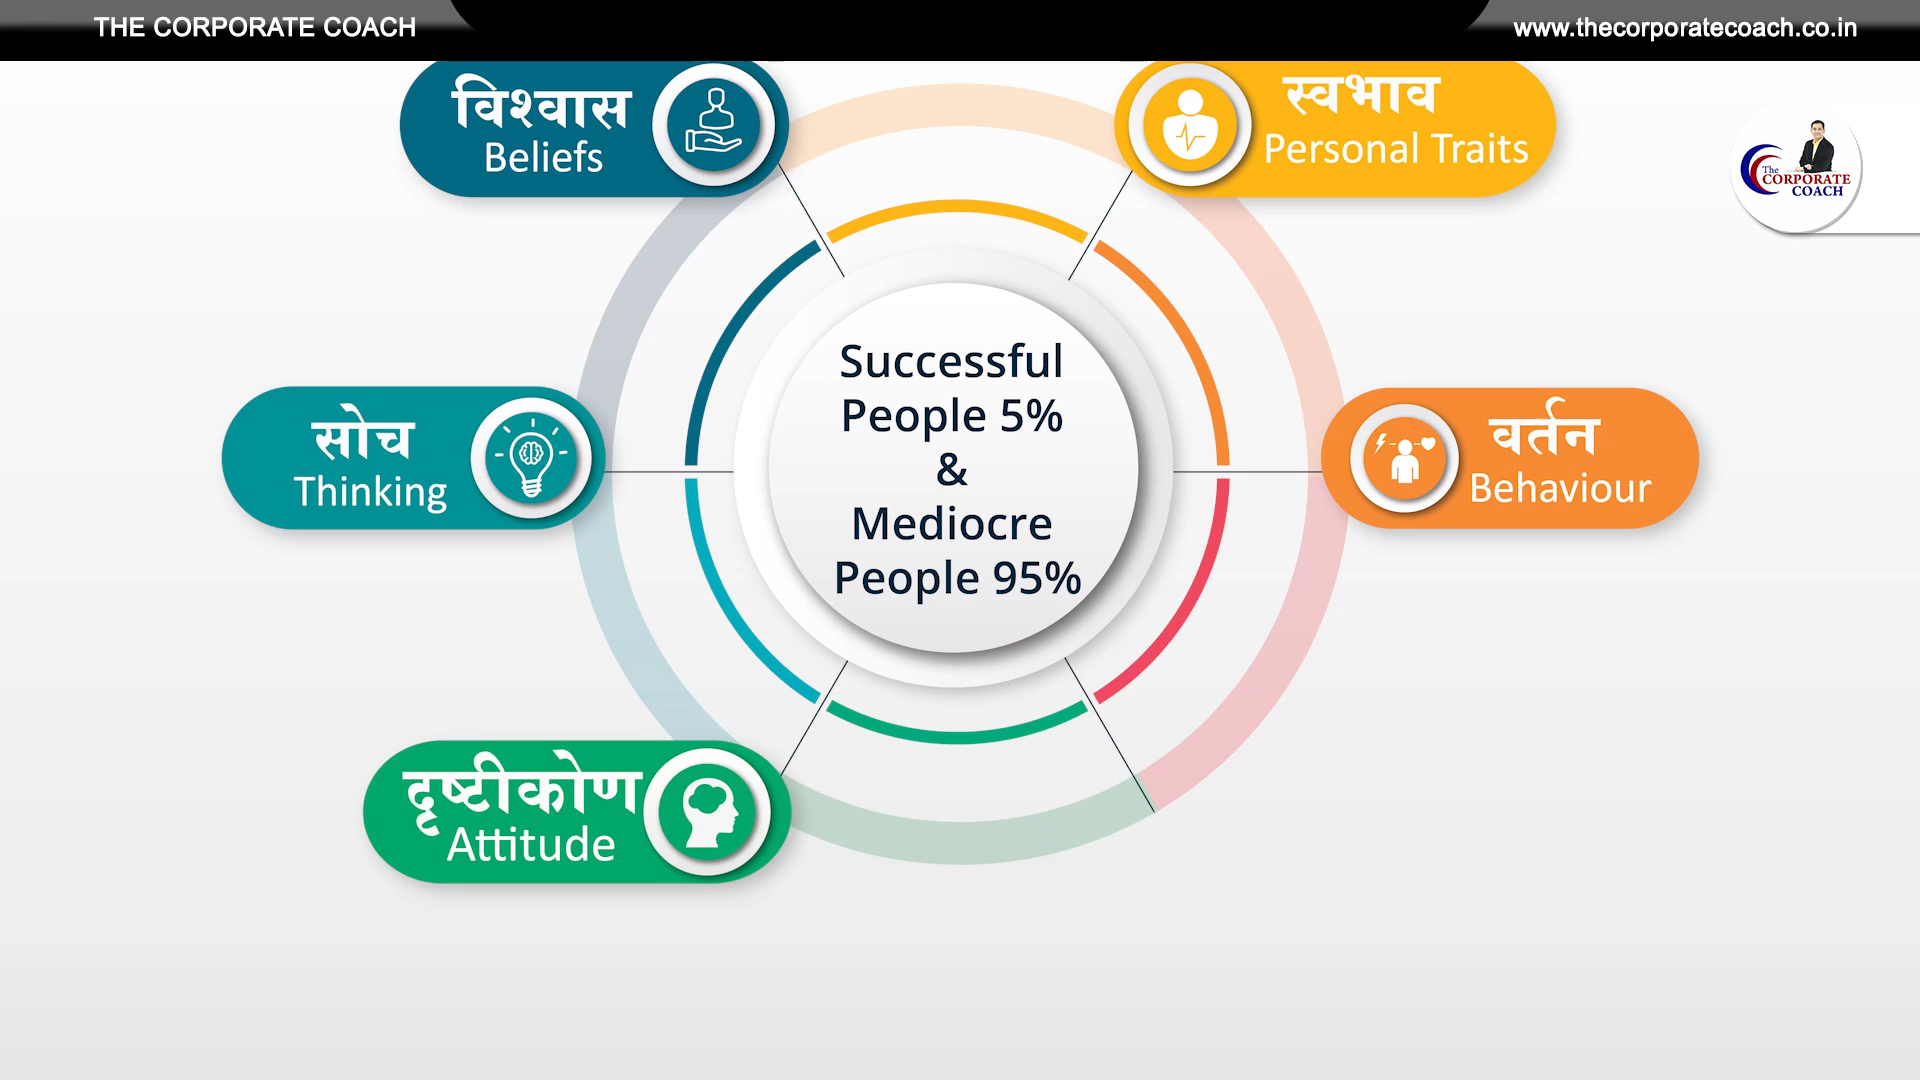 THE CORPORATE COACH
www.thecorporatecoach.co.in
विश्वास
Beliefs
स्वभाव
Personal Traits
The
CORPORATE
COACH
सोच
Thinking
Successful
People 5%
&
Mediocre
People 95%
वर्तन
Behaviour
दृष्टीकोण
Attitude